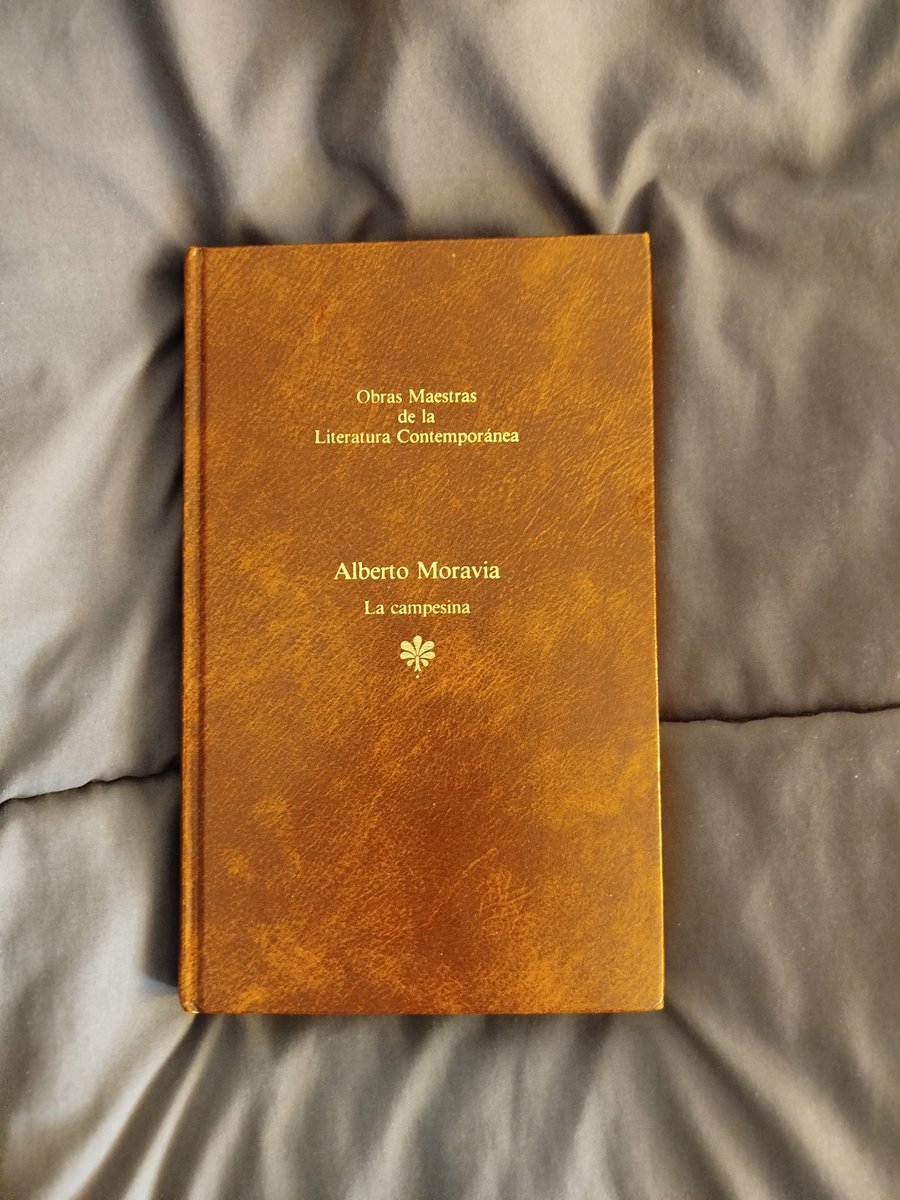 Obras Maestras
de la
Literatura Contemporánea
Alberto Moravia
La campesina